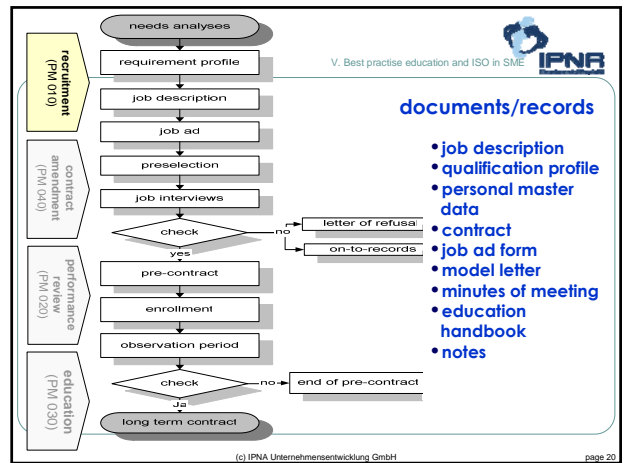 V. Best practise education and ISO in SME
IPNA
recruitment
(PM 010)
contract
amendment
(PM 040)
performance
review
(PM 020)
education
(PM 030)
needs analyses
requirement profile
job description
job ad
preselection
job interviews
check
no
letter of refusal
on-to-records
yes
pre-contract
enrollment
observation period
check
no
end of pre-contract
Ja
long term contract
documents/records
• job description
• qualification profile
• personal master
data
• contract
• job ad form
• model letter
• minutes of meeting
• education
handbook
• notes
(c) IPNA Unternehmensentwicklung GmbH
page 20